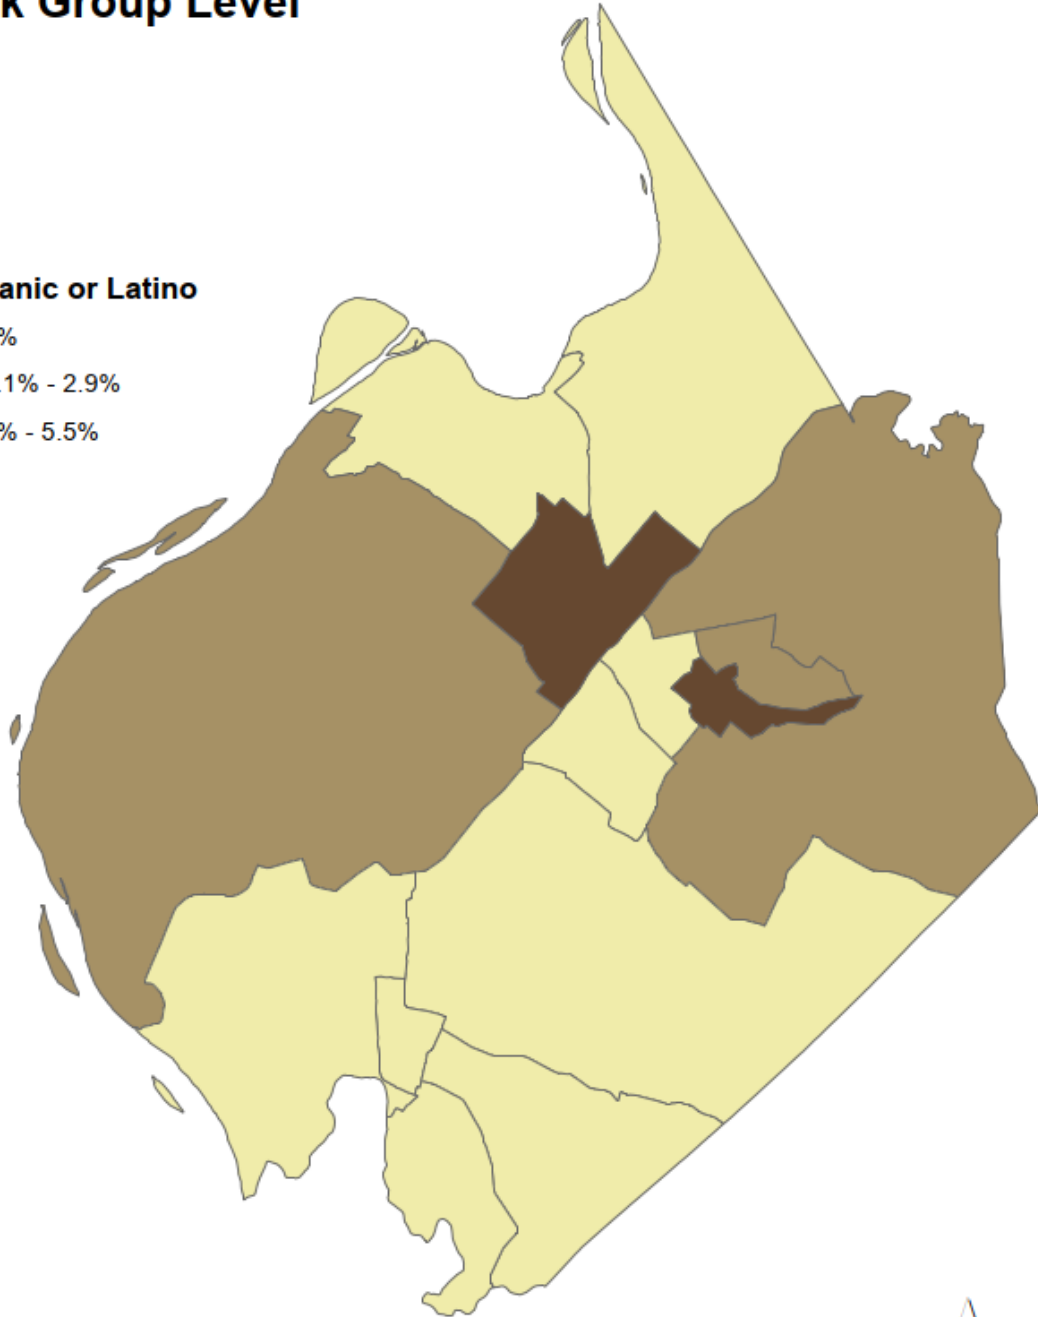 k Group Level
anic or Latino
%
.1% - 2.9%
% - 5.5%